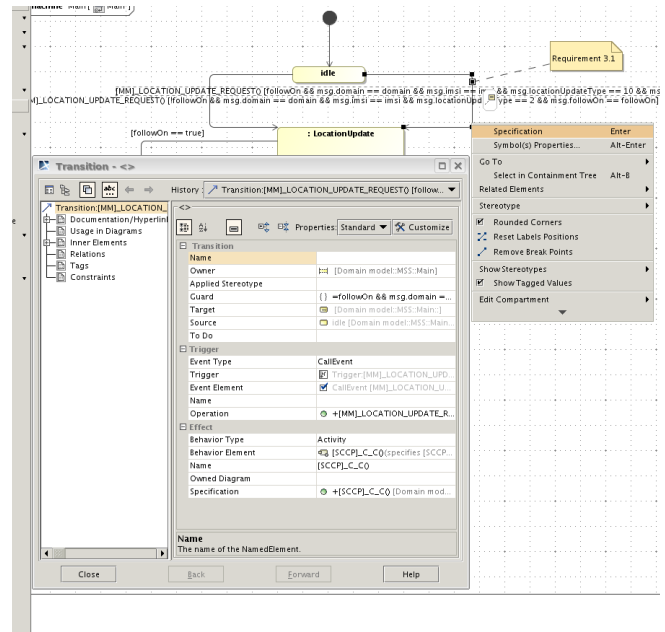 machine Main [ Main ]
idle
Requirement 3.1
[MM]_LOCATION_UPDATE_REQUEST() [followOn && msg.domain == domain && msg.imsi == imsi && msg.locationUpdateType == 10 && ms
M]_LOCATION_UPDATE_REQUEST() [!followOn && msg.domain == domain && msg.imsi == imsi && msg.locationUpd Type == 2 && msg.followOn == followOn]
[followOn == true]
: LocationUpdate
Specification Enter
Symbol(s) Properties... Alt-Enter
Go To
Select in Containment Tree Alt-B
Related Elements
Stereotype
Rounded Corners
Reset Labels Positions
Remove Break Points
Show Stereotypes
Show Tagged Values
Edit Compartment
Transition - <>
History : Transition:[MM]_LOCATION_UPDATE_REQUEST() [follow...
Transition:[MM]_LOCATION_
Documentation/Hyperlinl
Usage in Diagrams
Inner Elements
Relations
Tags
Constraints
<>
Properties: Standard Customize
Transition
Name
Owner [Domain model::MSS::Main]
Applied Stereotype
Guard {} =followOn && msg.domain =...
Target [Domain model::MSS::Main::]
Source idle [Domain model::MSS::Main...
To Do
Trigger
Event Type CallEvent
Trigger Trigger:[MM]_LOCATION_UPD...
Event Element CallEvent [MM]_LOCATION_U...
Name
Operation +[MM]_LOCATION_UPDATE_R...
Effect
Behavior Type Activity
Behavior Element [SCCP]_C_C()(specifies [SCCP...
Name [SCCP]_C_C()
Owned Diagram
Specification +[SCCP]_C_C() [Domain mod...
Name
The name of the NamedElement.
Close Back Forward Help